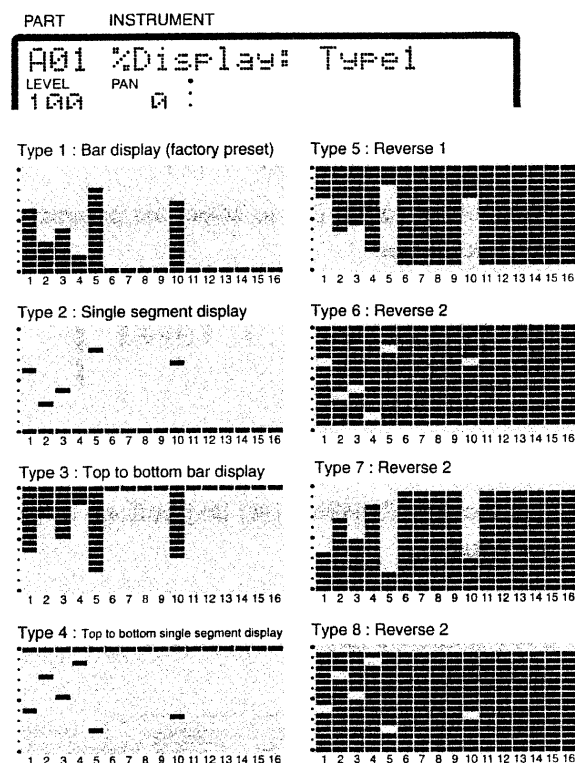 PART INSTRUMENT
A01 %Display: Type1
LEVEL PAN
100 0
Type 1 : Bar display (factory preset)
1 2 3 4 5 6 7 8 9 10 11 12 13 14 15 16
Type 2 : Single segment display
1 2 3 4 5 6 7 8 9 10 11 12 13 14 15 16
Type 3 : Top to bottom bar display
1 2 3 4 5 6 7 8 9 10 11 12 13 14 15 16
Type 4 : Top to bottom single segment display
1 2 3 4 5 6 7 8 9 10 11 12 13 14 15 16
Type 5 : Reverse 1
1 2 3 4 5 6 7 8 9 10 11 12 13 14 15 16
Type 6 : Reverse 2
1 2 3 4 5 6 7 8 9 10 11 12 13 14 15 16
Type 7 : Reverse 2
1 2 3 4 5 6 7 8 9 10 11 12 13 14 15 16
Type 8 : Reverse 2
1 2 3 4 5 6 7 8 9 10 11 12 13 14 15 16